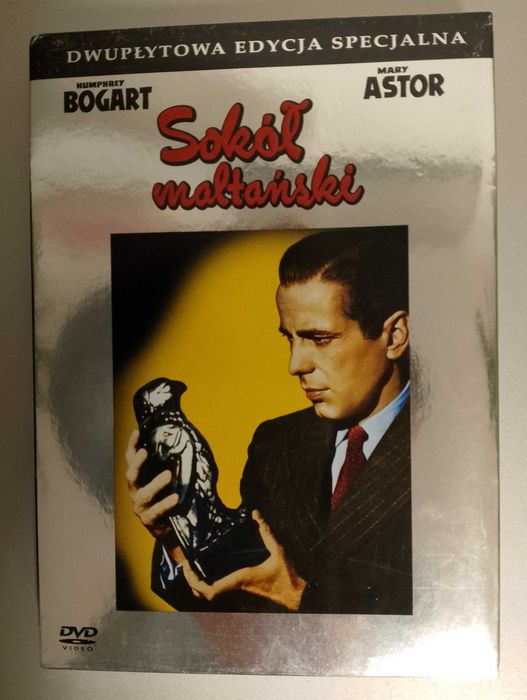 DWUPŁYTOWA EDYCJA SPECJALNA
HUMPHREY
BOGART
MARY
ASTOR
Sokół
maltański
DVD
VIDEO